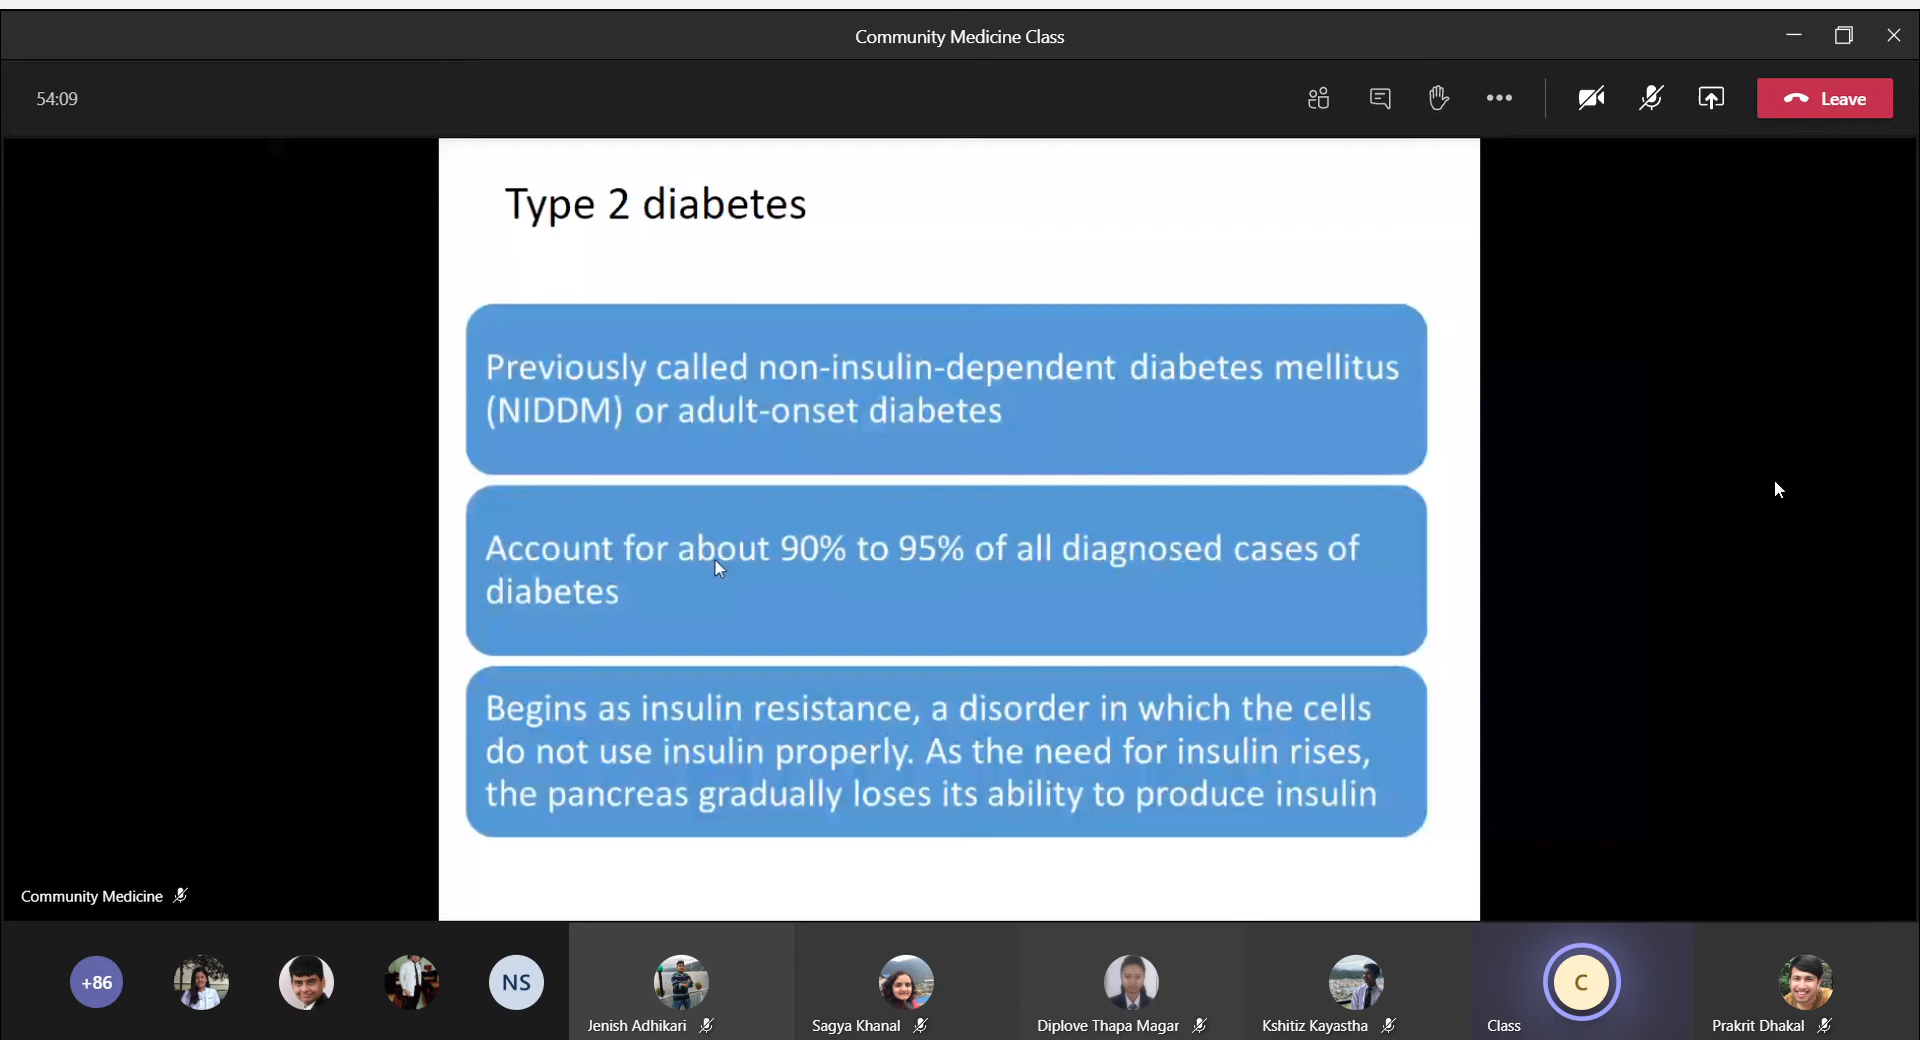 Community Medicine Class
54:09
Leave
Type 2 diabetes
Previously called non-insulin-dependent diabetes mellitus
(NIDDM) or adult-onset diabetes
Account for about 90% to 95% of all diagnosed cases of
diabetes
Begins as insulin resistance, a disorder in which the cells
do not use insulin properly. As the need for insulin rises,
the pancreas gradually loses its ability to produce insulin
Community Medicine
+86
NS
C
Jenish Adhikari
Sagya Khanal
Diplove Thapa Magar
Kshitiz Kayastha
Class
Prakrit Dhakal